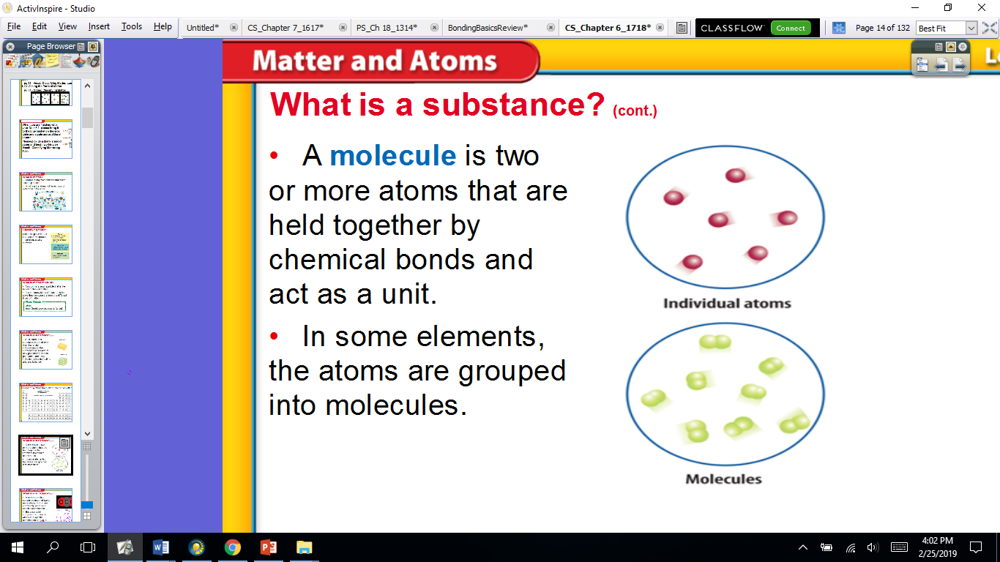 ActivInspire - Studio
File Edit View Insert Tools Help
Untitled* CS_Chapter 7_1617* PS_Ch 18_1314* BondingBasicsReview* CS_Chapter 6_1718* CLASSFLOW Connect Page 14 of 132 Best Fit
Page Browser
Matter and Atoms
What is a substance? (cont.)
• A molecule is two
or more atoms that are
held together by
chemical bonds and
act as a unit.
• In some elements,
the atoms are grouped
into molecules.
Individual atoms
Molecules
4:02 PM
2/25/2019